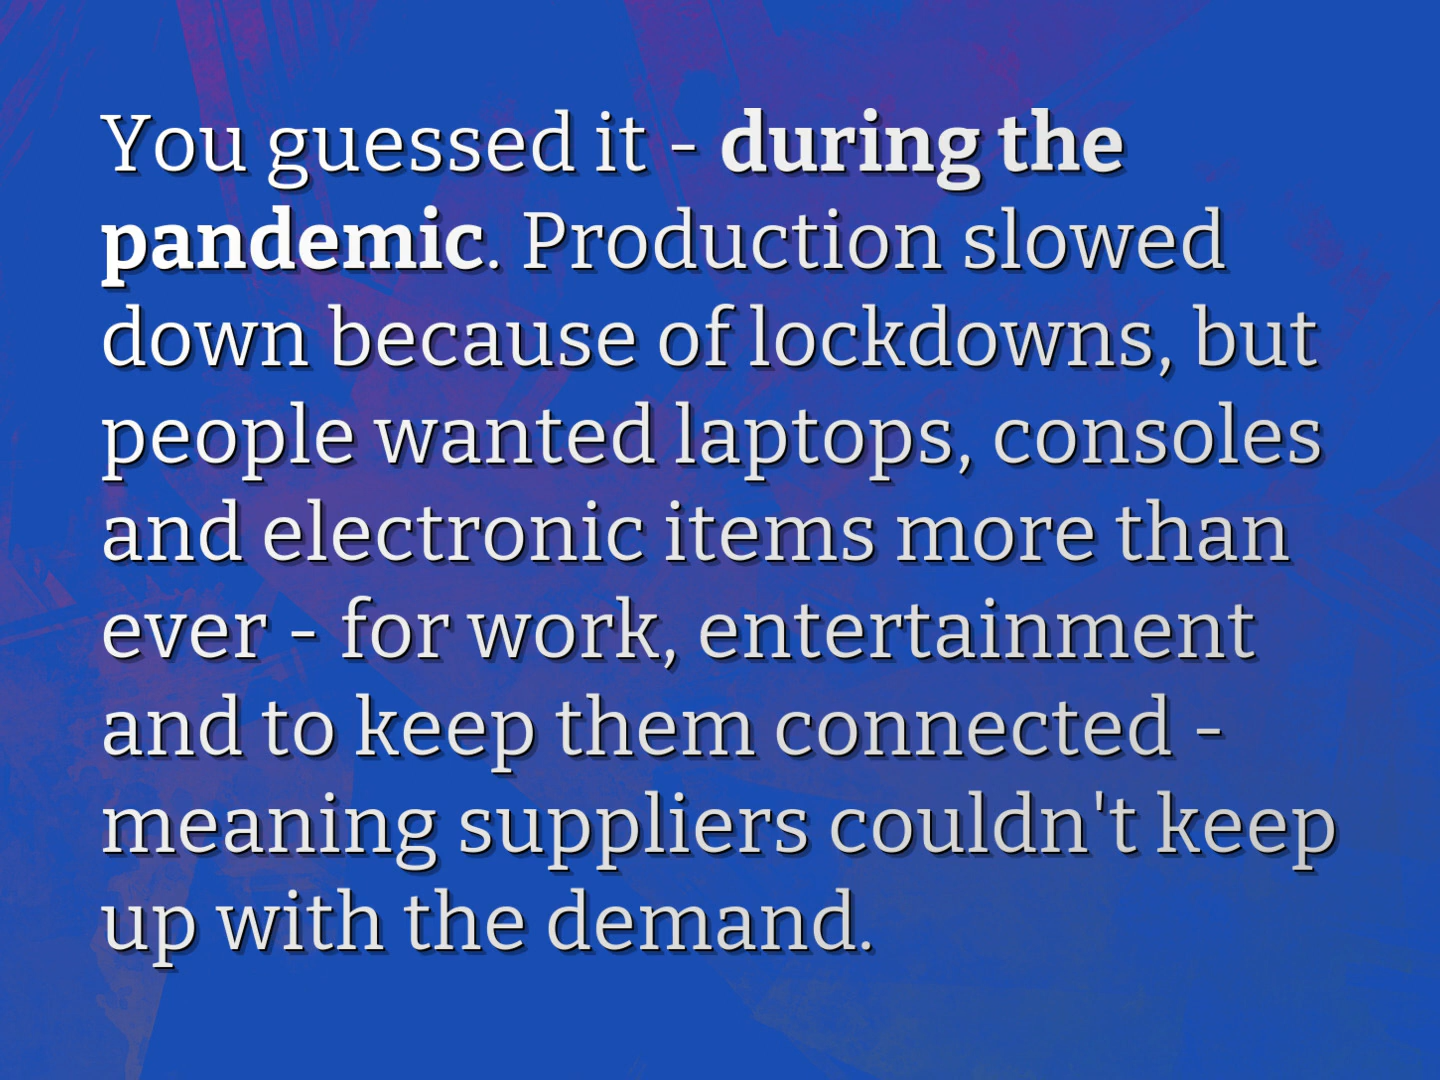 You guessed it - during the
pandemic. Production slowed
down because of lockdowns, but
people wanted laptops, consoles
and electronic items more than
ever - for work, entertainment
and to keep them connected -
meaning suppliers couldn't keep
up with the demand.